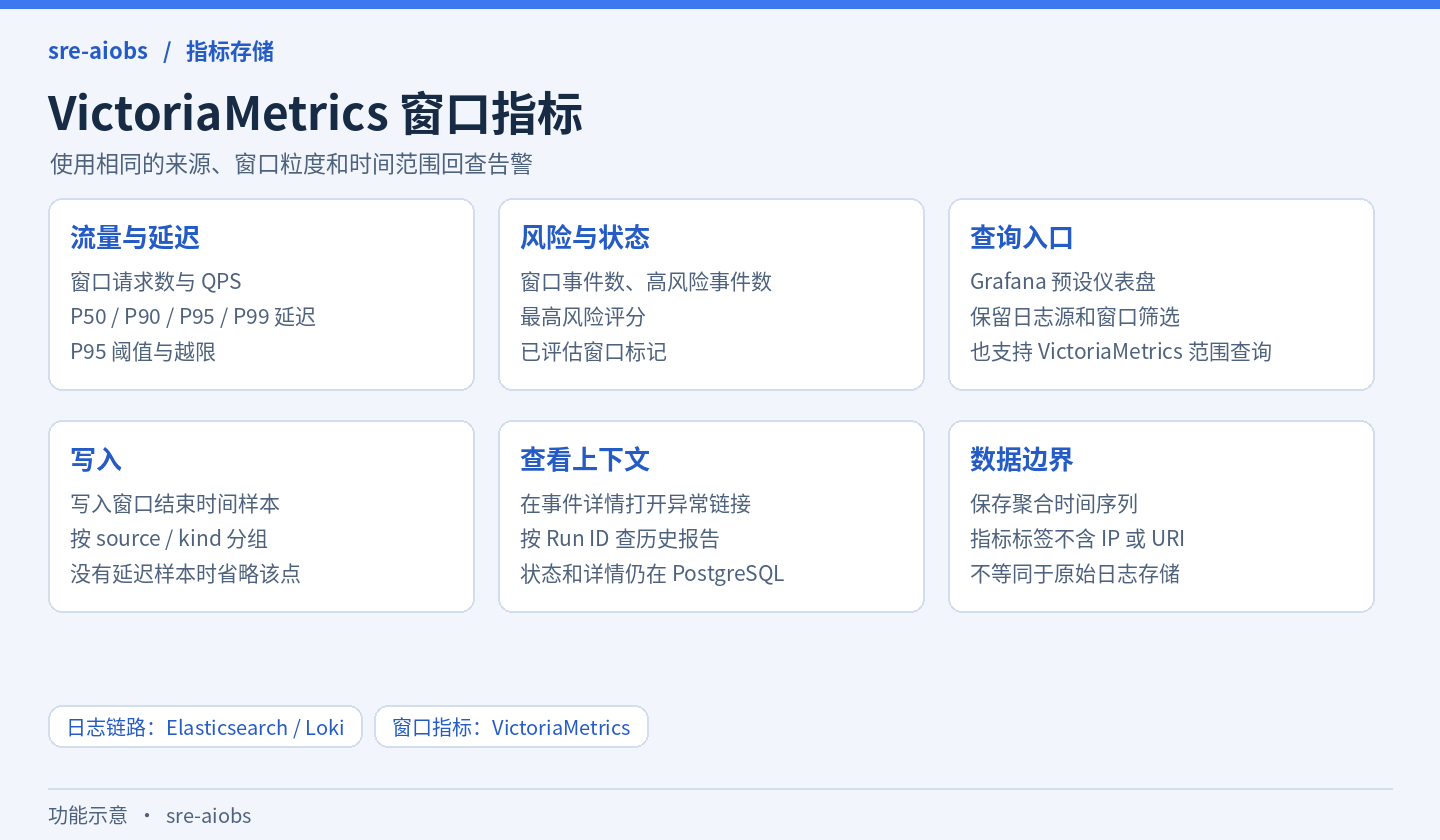 sre-aiobs / 指标存储
VictoriaMetrics 窗口指标
使用相同的来源、窗口粒度和时间范围回查告警
流量与延迟
窗口请求数与 QPS
P50 / P90 / P95 / P99 延迟
P95 阈值与越限
风险与状态
窗口事件数、高风险事件数
最高风险评分
已评估窗口标记
查询入口
Grafana 预设仪表盘
保留日志源和窗口筛选
也支持 VictoriaMetrics 范围查询
写入
写入窗口结束时间样本
按 source / kind 分组
没有延迟样本时省略该点
查看上下文
在事件详情打开异常链接
按 Run ID 查历史报告
状态和详情仍在 PostgreSQL
数据边界
保存聚合时间序列
指标标签不含 IP 或 URI
不等同于原始日志存储
日志链路：Elasticsearch / Loki
窗口指标：VictoriaMetrics
功能示意 · sre-aiobs